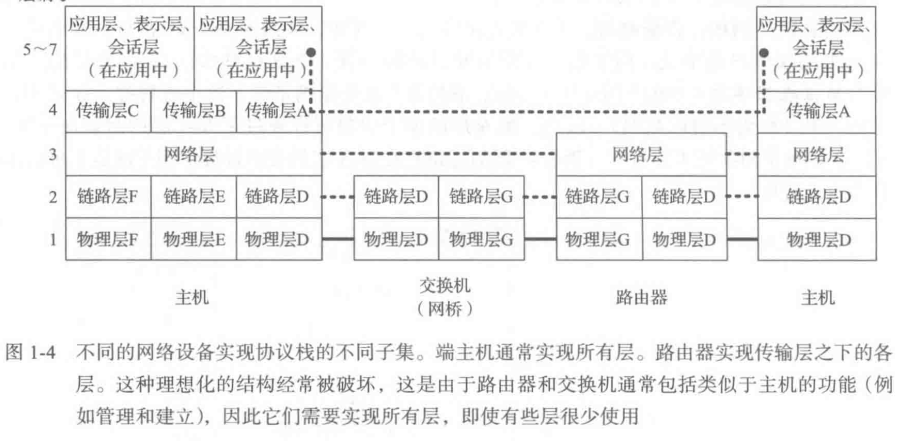 应用层、表示层、 应用层、表示层、 应用层、表示层、
5~7 会话层 会话层 会话层
(在应用中) (在应用中) (在应用中)
4 传输层C 传输层B 传输层A 传输层A
3 网络层 网络层 网络层
2 链路层F 链路层E 链路层D 链路层D 链路层G 链路层G 链路层D 链路层D
1 物理层F 物理层E 物理层D 物理层D 物理层G 物理层G 物理层D 物理层D
主机 交换机 路由器 主机
(网桥)
图 1-4 不同的网络设备实现协议栈的不同子集。端主机通常实现所有层。路由器实现传输层之下的各
层。这种理想化的结构经常被破坏，这是由于路由器和交换机通常包括类似于主机的功能（例
如管理和建立），因此它们需要实现所有层，即使有些层很少使用